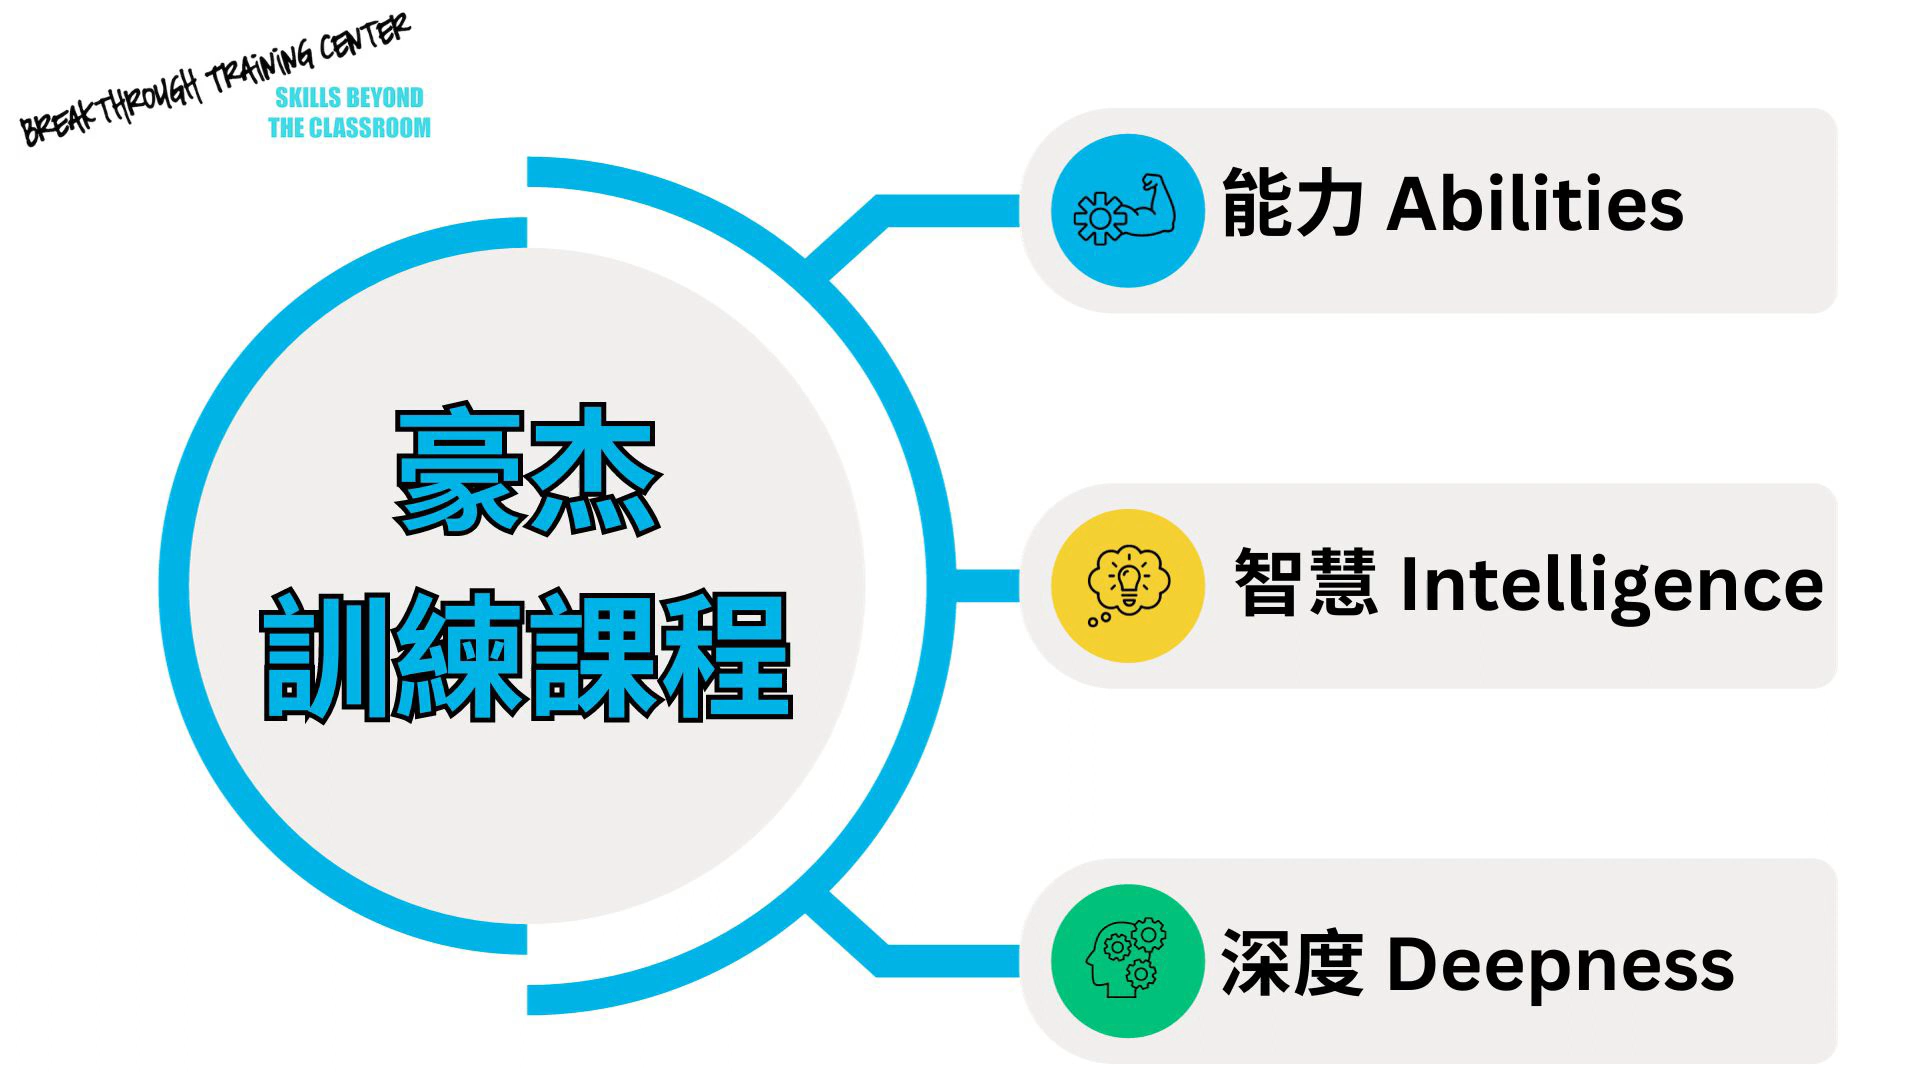 BREAKTHROUGH TRAINING CENTER
SKILLS BEYOND
THE CLASSROOM
豪杰
訓練課程
能力 Abilities
智慧 Intelligence
深度 Deepness